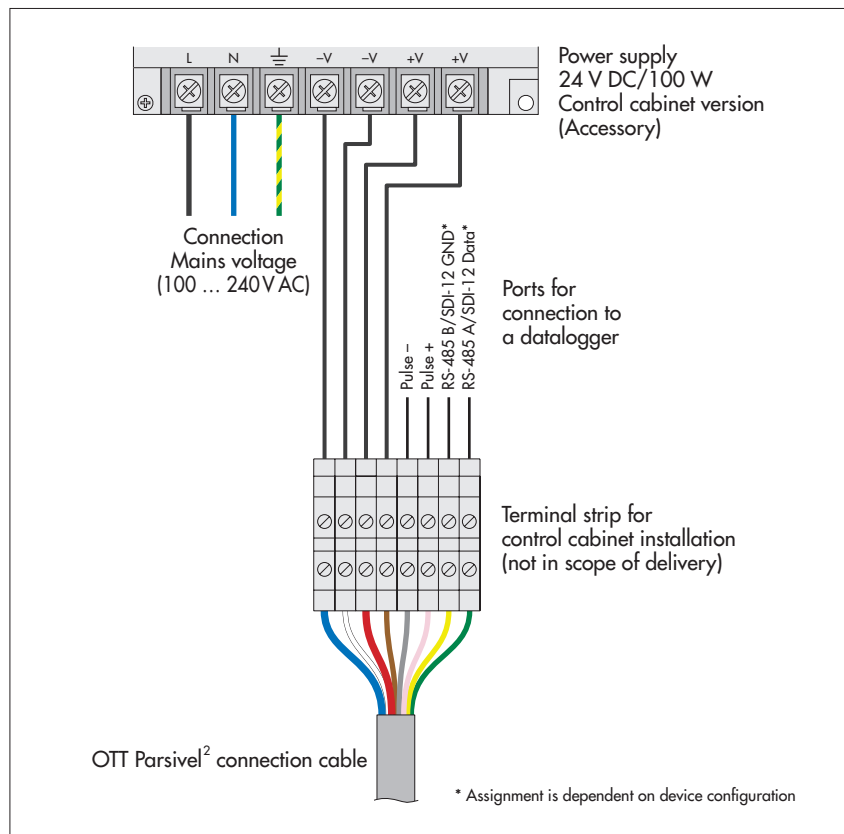 L N –V –V +V +V
Power supply
24 V DC/100 W
Control cabinet version
(Accessory)
Connection
Mains voltage
(100 … 240 V AC)
Pulse –
Pulse +
RS-485 B/SDI-12 GND*
RS-485 A/SDI-12 Data*
Ports for
connection to
a datalogger
Terminal strip for
control cabinet installation
(not in scope of delivery)
OTT Parsivel² connection cable
* Assignment is dependent on device configuration